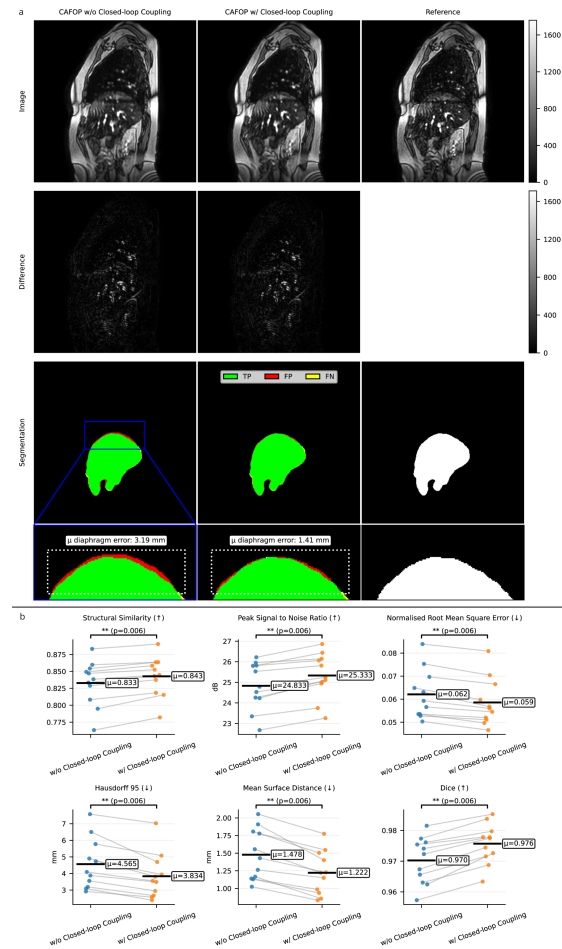 a
CAFOP w/o Closed-loop Coupling
CAFOP w/ Closed-loop Coupling
Reference
Image
1600
1200
800
400
0
Difference
1600
1200
800
400
0
Segmentation
TP
FP
FN
μ diaphragm error: 3.19 mm
μ diaphragm error: 1.41 mm
b
Structural Similarity (↑)
** (p=0.006)
0.875
0.850
0.825
0.800
0.775
μ=0.833
μ=0.843
w/o Closed-loop Coupling
w/ Closed-loop Coupling
Peak Signal to Noise Ratio (↑)
** (p=0.006)
dB
27
26
25
24
23
μ=24.833
μ=25.333
w/o Closed-loop Coupling
w/ Closed-loop Coupling
Normalised Root Mean Square Error (↓)
** (p=0.006)
0.08
0.07
0.06
0.05
μ=0.062
μ=0.059
w/o Closed-loop Coupling
w/ Closed-loop Coupling
Hausdorff 95 (↓)
** (p=0.006)
mm
7
6
5
4
3
μ=4.565
μ=3.834
w/o Closed-loop Coupling
w/ Closed-loop Coupling
Mean Surface Distance (↓)
** (p=0.006)
mm
2.00
1.75
1.50
1.25
1.00
μ=1.478
μ=1.222
w/o Closed-loop Coupling
w/ Closed-loop Coupling
Dice (↑)
** (p=0.006)
0.98
0.97
0.96
μ=0.970
μ=0.976
w/o Closed-loop Coupling
w/ Closed-loop Coupling